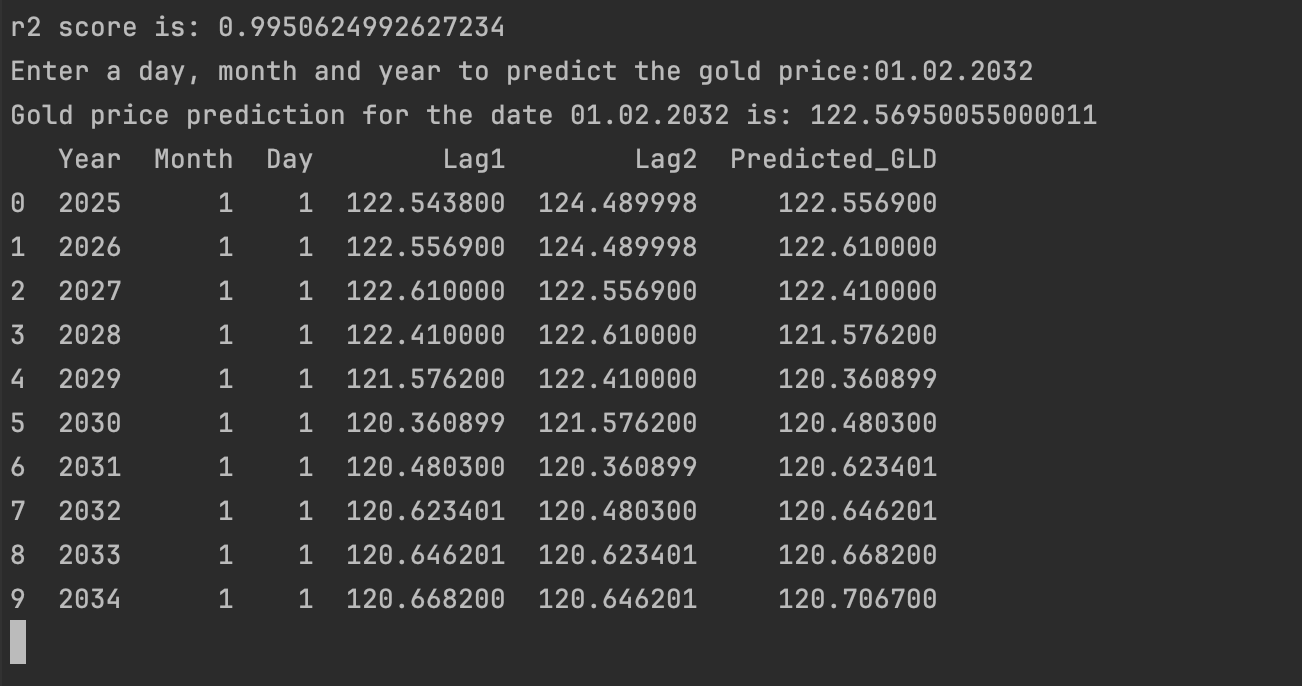 r2 score is: 0.9950624992627234
Enter a day, month and year to predict the gold price:01.02.2032
Gold price prediction for the date 01.02.2032 is: 122.56950055000011
   Year  Month  Day        Lag1        Lag2  Predicted_GLD
0  2025      1    1  122.543800  124.489998     122.556900
1  2026      1    1  122.556900  124.489998     122.610000
2  2027      1    1  122.610000  122.556900     122.410000
3  2028      1    1  122.410000  122.610000     121.576200
4  2029      1    1  121.576200  122.410000     120.360899
5  2030      1    1  120.360899  121.576200     120.480300
6  2031      1    1  120.480300  120.360899     120.623401
7  2032      1    1  120.623401  120.480300     120.646201
8  2033      1    1  120.646201  120.623401     120.668200
9  2034      1    1  120.668200  120.646201     120.706700